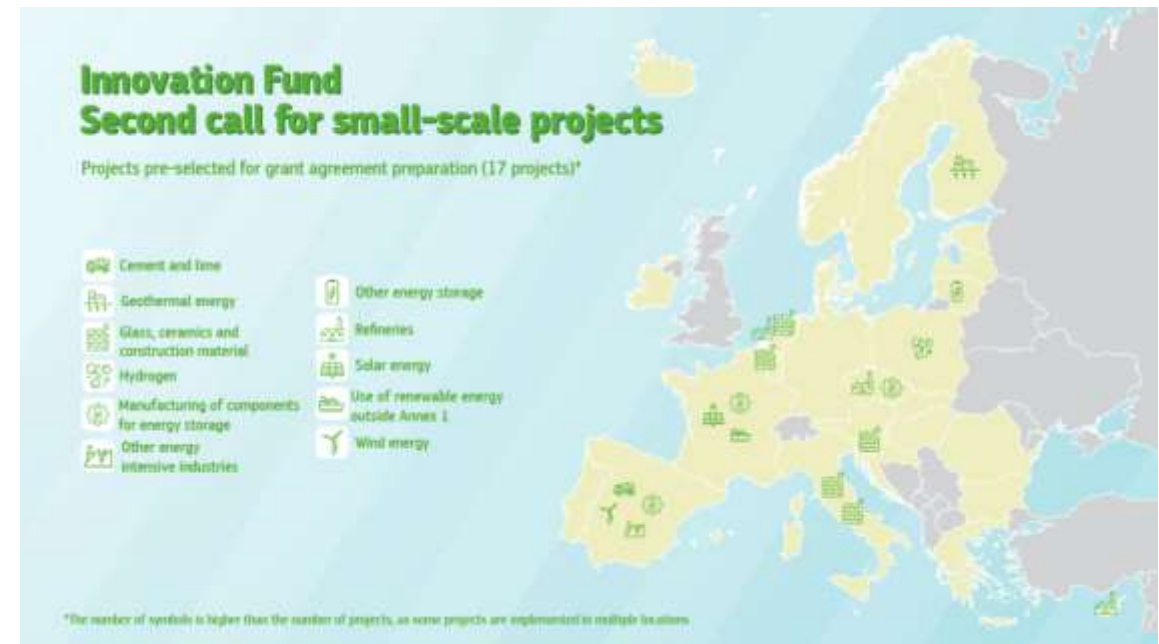 Innovation Fund
Second call for small-scale projects
Projects pre-selected for grant agreement preparation (17 projects)*
Cement and lime
Geothermal energy
Glass, ceramics and
construction material
Hydrogen
Manufacturing of components
for energy storage
Other energy
intensive industries
Other energy storage
Refineries
Solar energy
Use of renewable energy
outside Annex 1
Wind energy
*The number of symbols is higher than the number of projects, as some projects are implemented in multiple locations